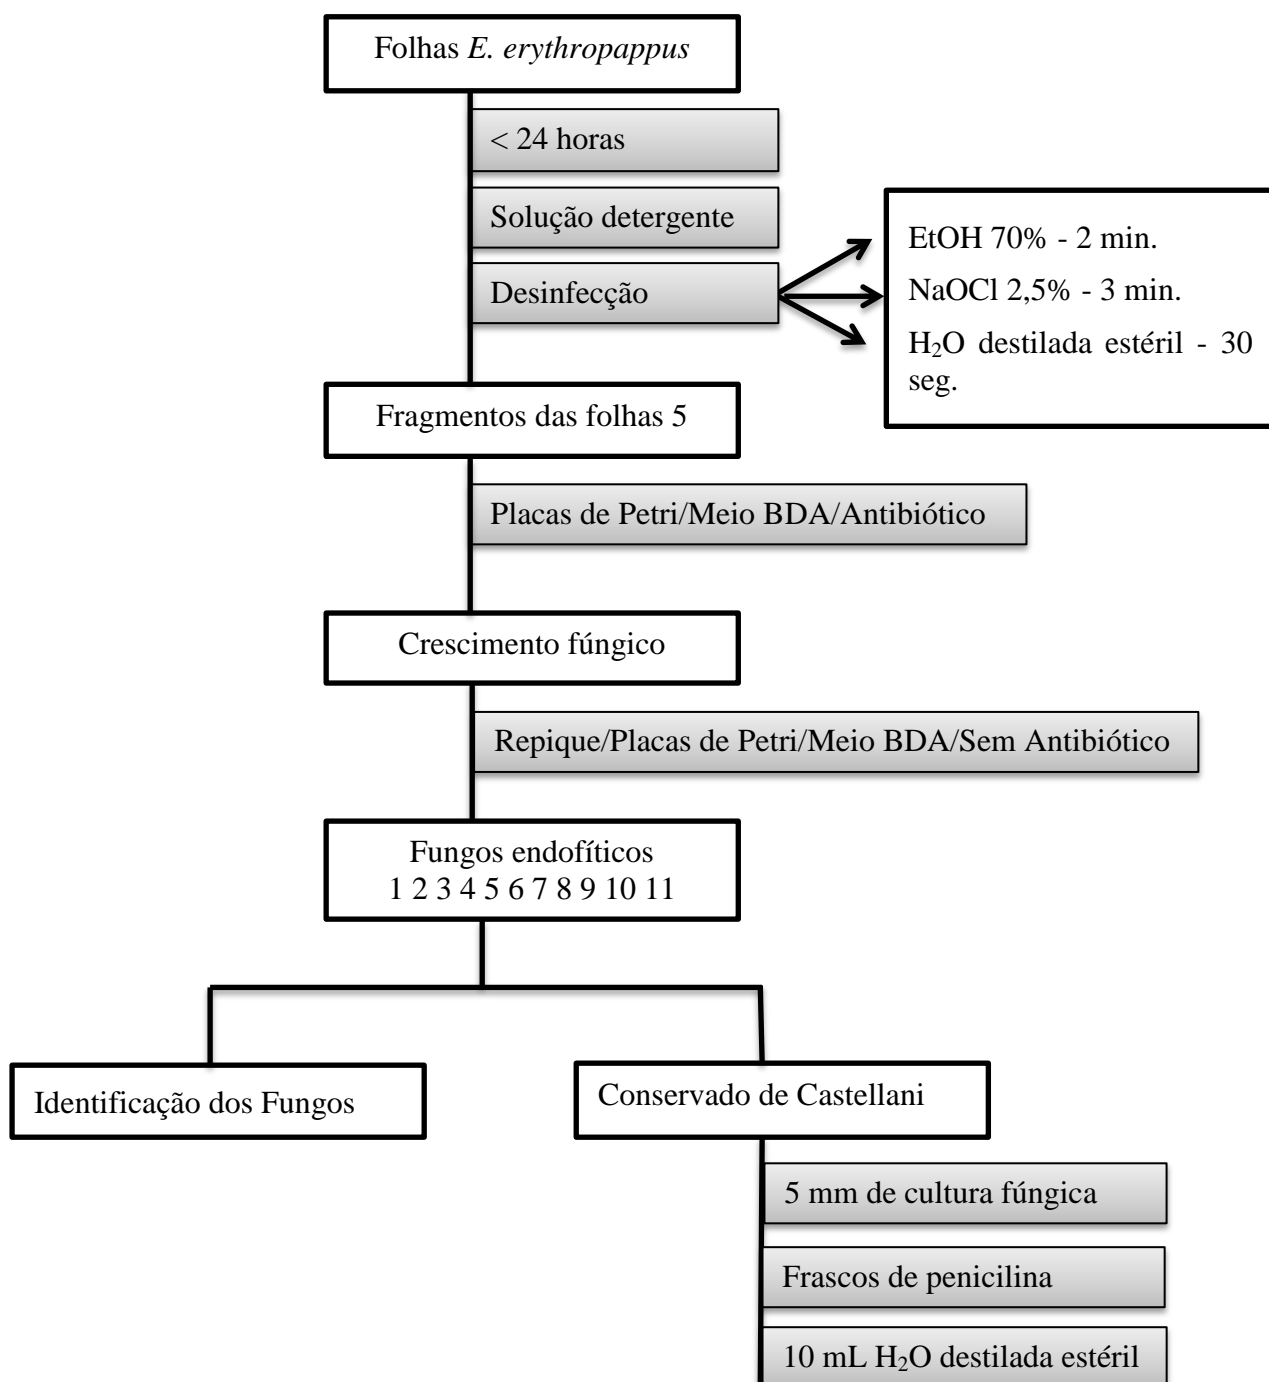 Folhas E. erythropappus
< 24 horas
Solução detergente
Desinfecção
EtOH 70% - 2 min.
NaOCl 2,5% - 3 min.
H₂O destilada estéril - 30
seg.
Fragmentos das folhas 5
Placas de Petri/Meio BDA/Antibiótico
Crescimento fúngico
Repique/Placas de Petri/Meio BDA/Sem Antibiótico
Fungos endofíticos
1 2 3 4 5 6 7 8 9 10 11
Identificação dos Fungos
Conservado de Castellani
5 mm de cultura fúngica
Frascos de penicilina
10 mL H₂O destilada estéril